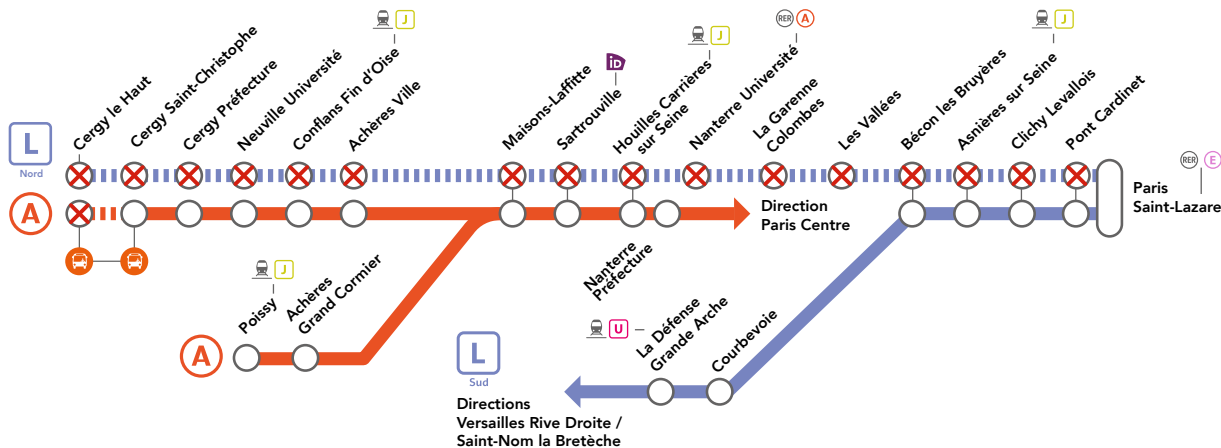 Cergy le Haut
Cergy Saint-Christophe
Cergy Préfecture
Neuville Université
J
Conflans Fin d'Oise
Achères Ville
Maisons-Laffitte
iD
Sartrouville
J
Houilles Carrières
sur Seine
RER A
Nanterre Université
La Garenne
Colombes
Les Vallées
Bécon les Bruyères
J
Asnières sur Seine
Clichy Levallois
Pont Cardinet
RER E
Paris
Saint-Lazare
L
Nord
A
Direction
Paris Centre
Nanterre
Préfecture
J
Poissy
Achères
Grand Cormier
A
U
La Défense
Grande Arche
Courbevoie
L
Sud
Directions
Versailles Rive Droite /
Saint-Nom la Bretèche